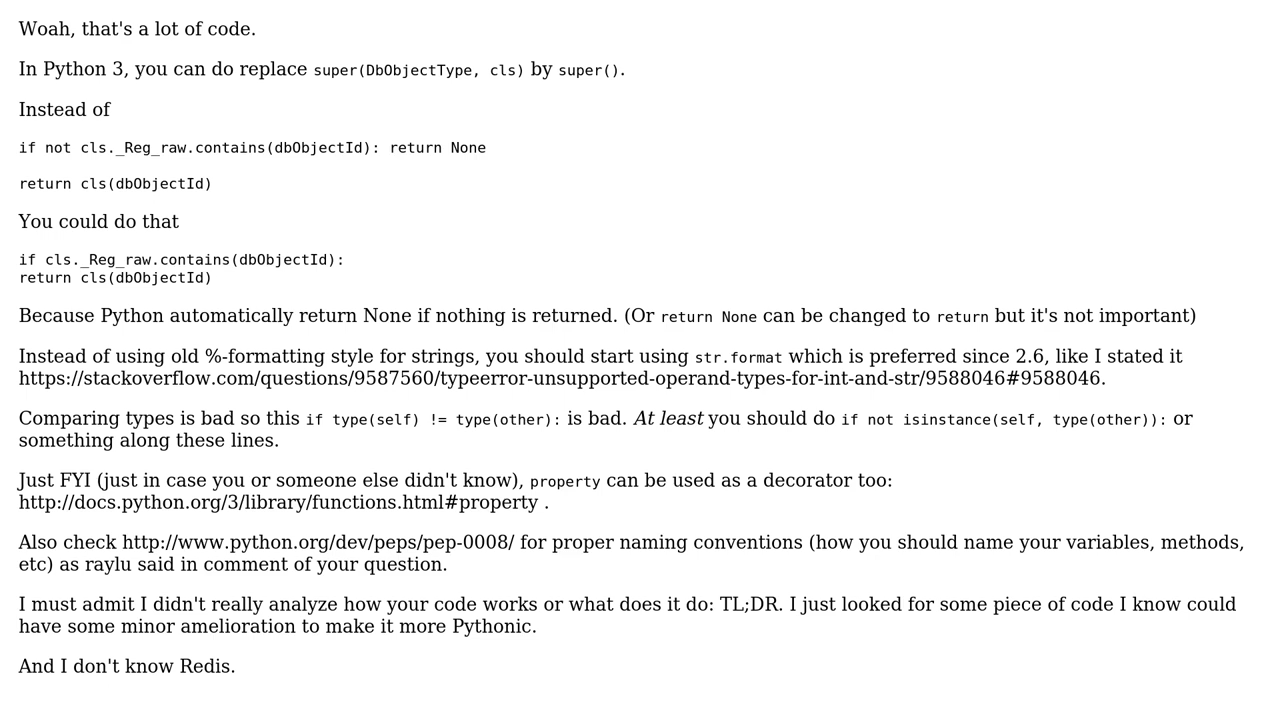 Woah, that's a lot of code.
In Python 3, you can do replace super(DbObjectType, cls) by super().
Instead of
if not cls._Reg_raw.contains(dbObjectId): return None
return cls(dbObjectId)
You could do that
if cls._Reg_raw.contains(dbObjectId):
return cls(dbObjectId)
Because Python automatically return None if nothing is returned. (Or return None can be changed to return but it's not important)
Instead of using old %-formatting style for strings, you should start using str.format which is preferred since 2.6, like I stated it
https://stackoverflow.com/questions/9587560/typeerror-unsupported-operand-types-for-int-and-str/9588046#9588046.
Comparing types is bad so this if type(self) != type(other): is bad. At least you should do if not isinstance(self, type(other)): or
something along these lines.
Just FYI (just in case you or someone else didn't know), property can be used as a decorator too:
http://docs.python.org/3/library/functions.html#property .
Also check http://www.python.org/dev/peps/pep-0008/ for proper naming conventions (how you should name your variables, methods,
etc) as raylu said in comment of your question.
I must admit I didn't really analyze how your code works or what does it do: TL;DR. I just looked for some piece of code I know could
have some minor amelioration to make it more Pythonic.
And I don't know Redis.